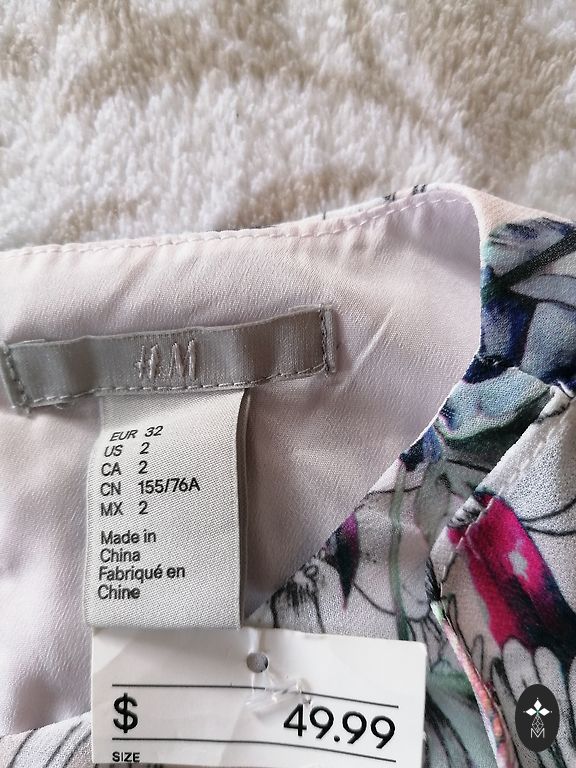 H&M
EUR 32
US 2
CA 2
CN 155/76A
MX 2
Made in
China
Fabriqué en
Chine
$ 49.99
SIZE
M